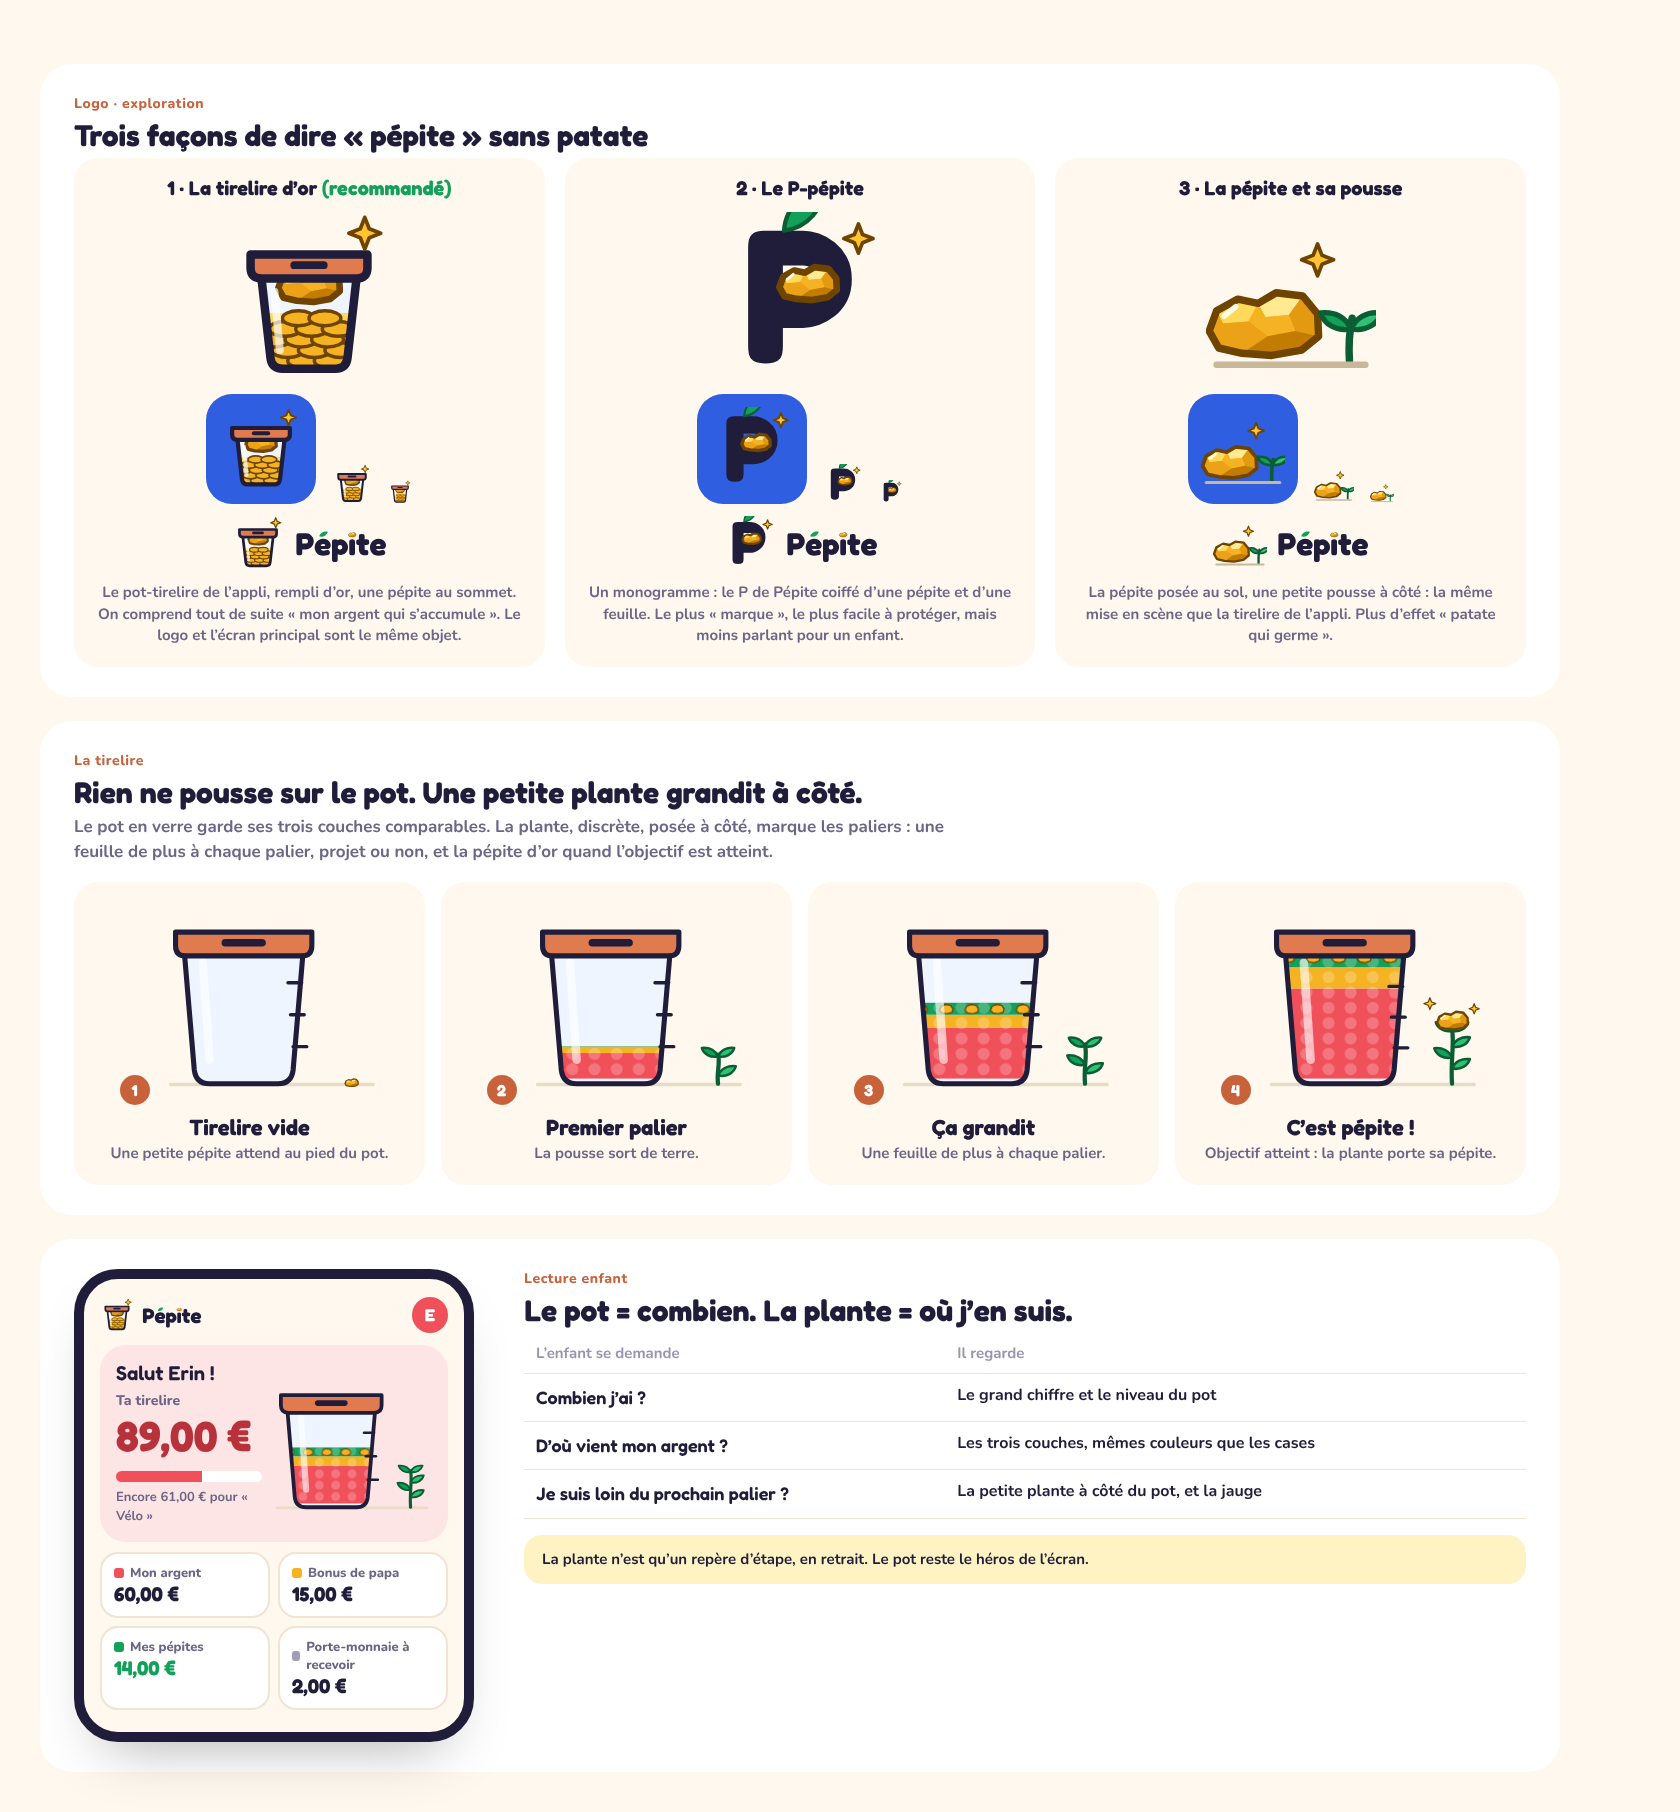 Logo · exploration
Trois façons de dire « pépite » sans patate
1 · La tirelire d’or (recommandé)
Pépite
Le pot-tirelire de l’appli, rempli d’or, une pépite au sommet.
On comprend tout de suite « mon argent qui s’accumule ». Le
logo et l’écran principal sont le même objet.
2 · Le P-pépite
P
P
P
P
P
Pépite
Un monogramme : le P de Pépite coiffé d’une pépite et d’une
feuille. Le plus « marque », le plus facile à protéger, mais
moins parlant pour un enfant.
3 · La pépite et sa pousse
Pépite
La pépite posée au sol, une petite pousse à côté : la même
mise en scène que la tirelire de l’appli. Plus d’effet « patate
qui germe ».
La tirelire
Rien ne pousse sur le pot. Une petite plante grandit à côté.
Le pot en verre garde ses trois couches comparables. La plante, discrète, posée à côté, marque les paliers : une
feuille de plus à chaque palier, projet ou non, et la pépite d’or quand l’objectif est atteint.
1
Tirelire vide
Une petite pépite attend au pied du pot.
2
Premier palier
La pousse sort de terre.
3
Ça grandit
Une feuille de plus à chaque palier.
4
C’est pépite !
Objectif atteint : la plante porte sa pépite.
Pépite
E
Salut Erin !
Ta tirelire
89,00 €
Encore 61,00 € pour «
Vélo »
Mon argent
60,00 €
Bonus de papa
15,00 €
Mes pépites
14,00 €
Porte-monnaie à
recevoir
2,00 €
Lecture enfant
Le pot = combien. La plante = où j’en suis.
L’enfant se demande
Il regarde
Combien j’ai ?
Le grand chiffre et le niveau du pot
D’où vient mon argent ?
Les trois couches, mêmes couleurs que les cases
Je suis loin du prochain palier ?
La petite plante à côté du pot, et la jauge
La plante n’est qu’un repère d’étape, en retrait. Le pot reste le héros de l’écran.